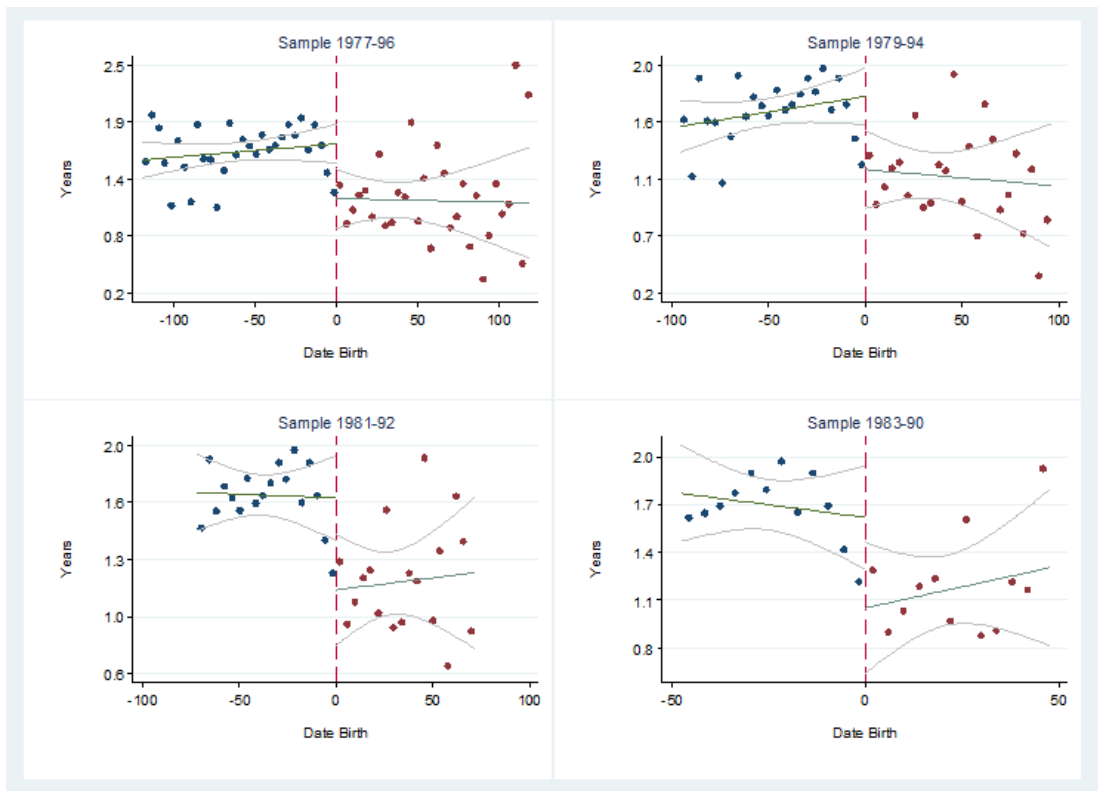 Sample 1977-96
2.5
1.9
1.4
0.8
0.2
Years
-100 -50 0 50 100
Date Birth
Sample 1979-94
2.0
1.6
1.1
0.7
0.2
Years
-100 -50 0 50 100
Date Birth
Sample 1981-92
2.0
1.6
1.3
1.0
0.6
Years
-100 -50 0 50 100
Date Birth
Sample 1983-90
2.0
1.7
1.4
1.1
0.8
Years
-50 0 50
Date Birth